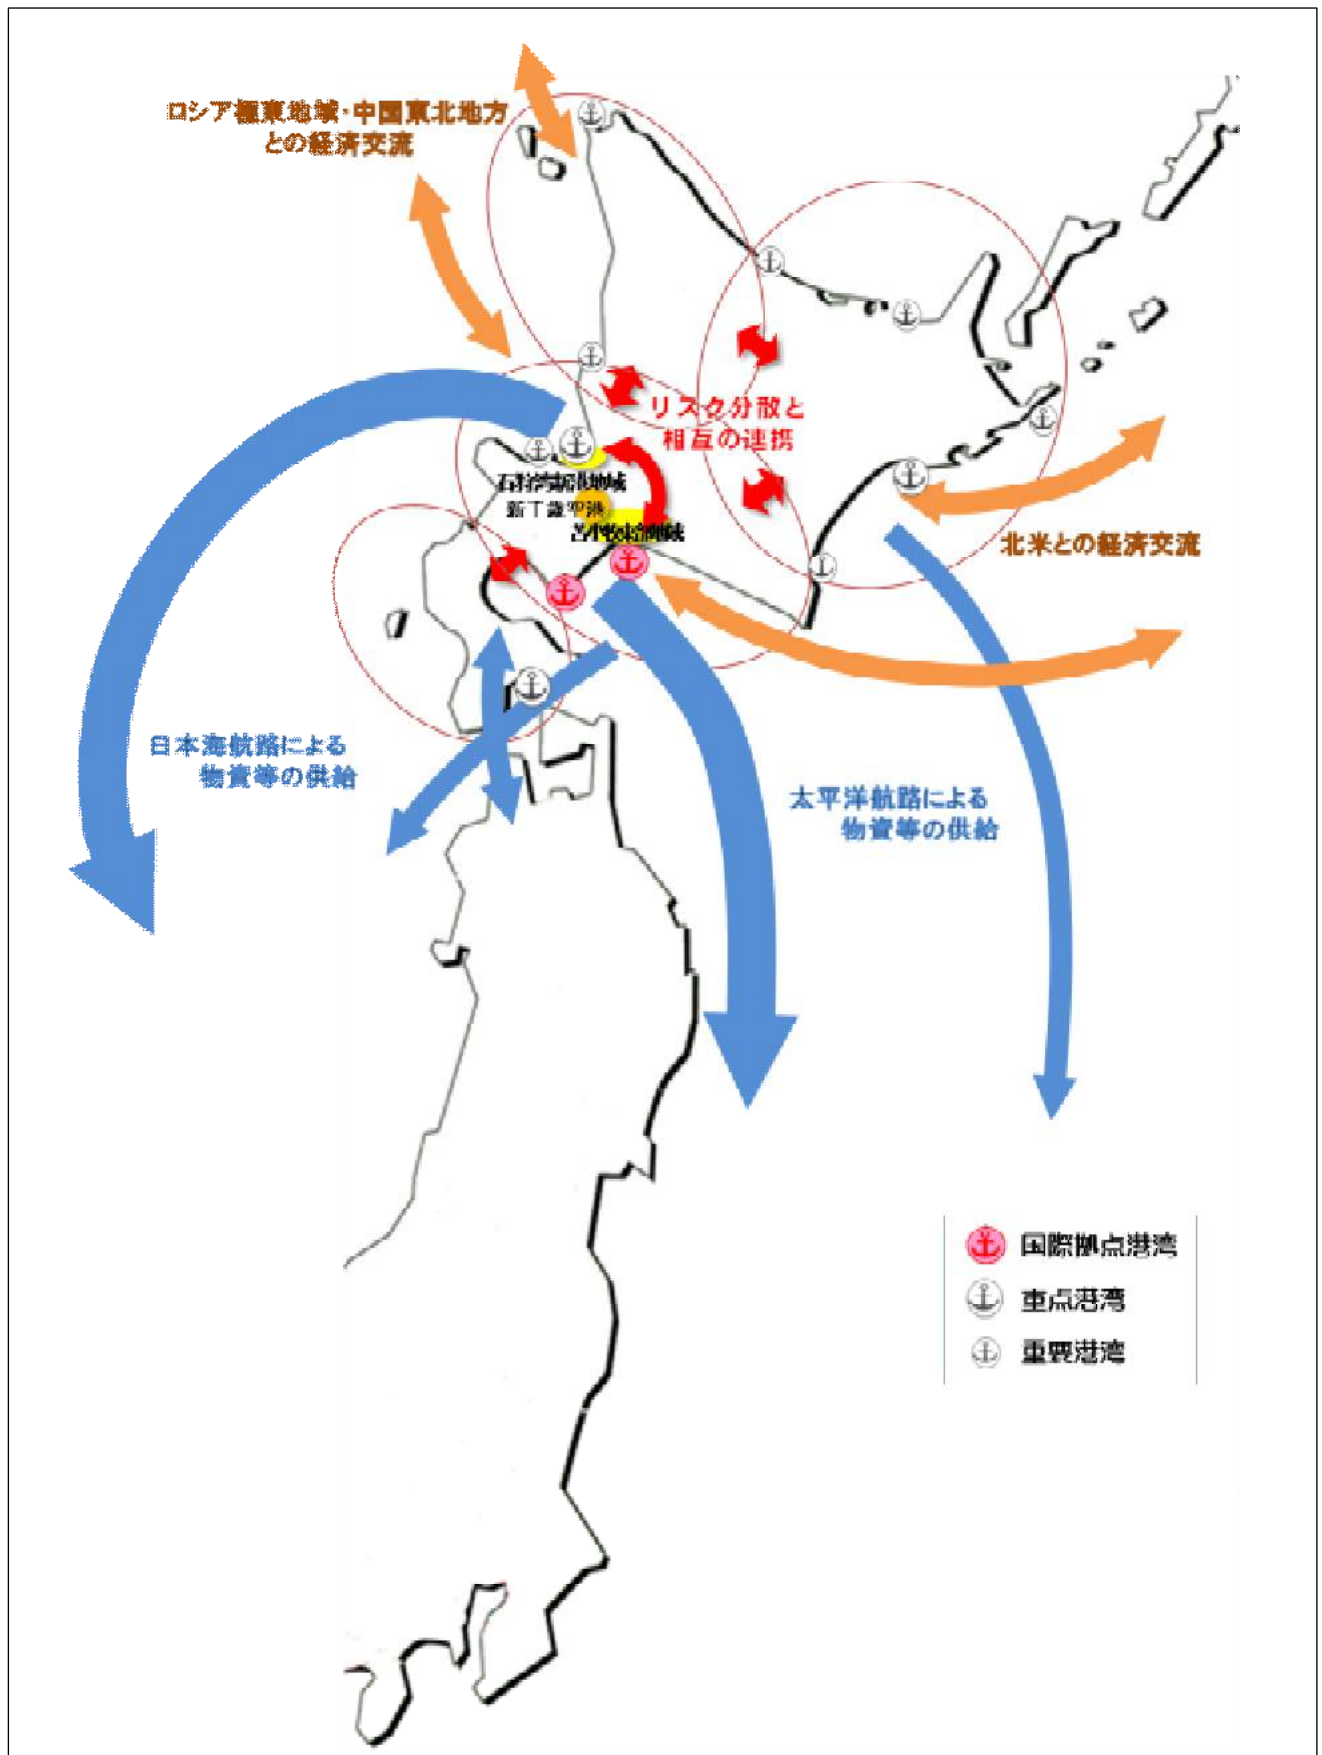 ロシア極東地域・中国東北地方
との経済交流
リスク分散と
相互の連携
石狩湾新港地域
新千歳空港
苫小牧東部地域
北米との経済交流
日本海航路による
物資等の供給
太平洋航路による
物資等の供給
国際拠点港湾
重点港湾
重要港湾